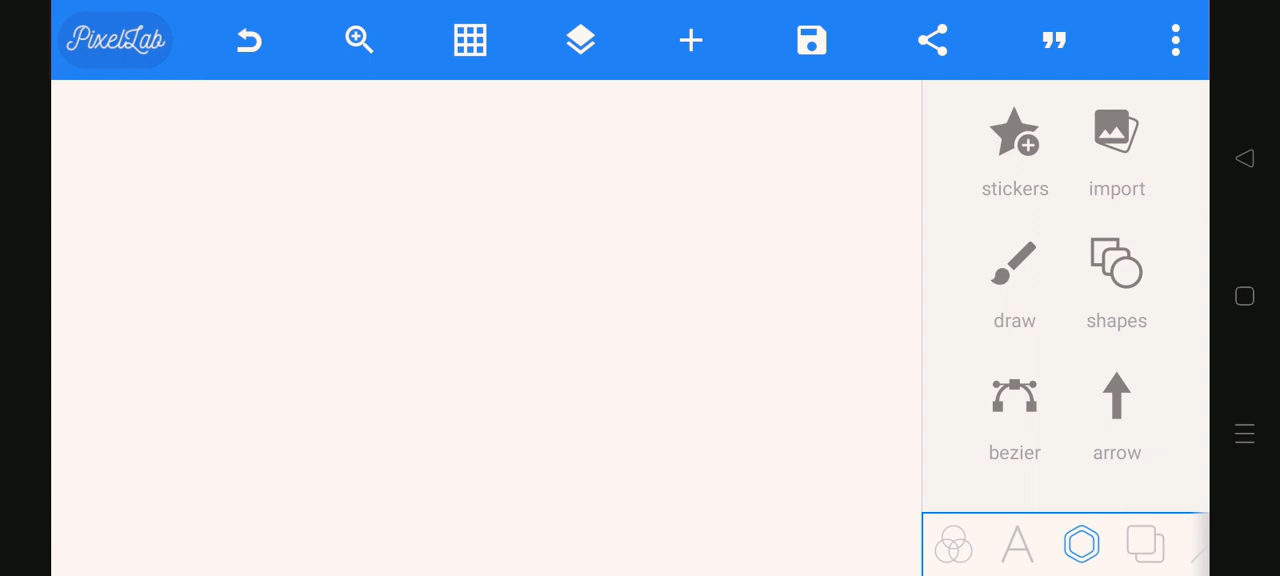 PixelLab
stickers
import
draw
shapes
bezier
arrow